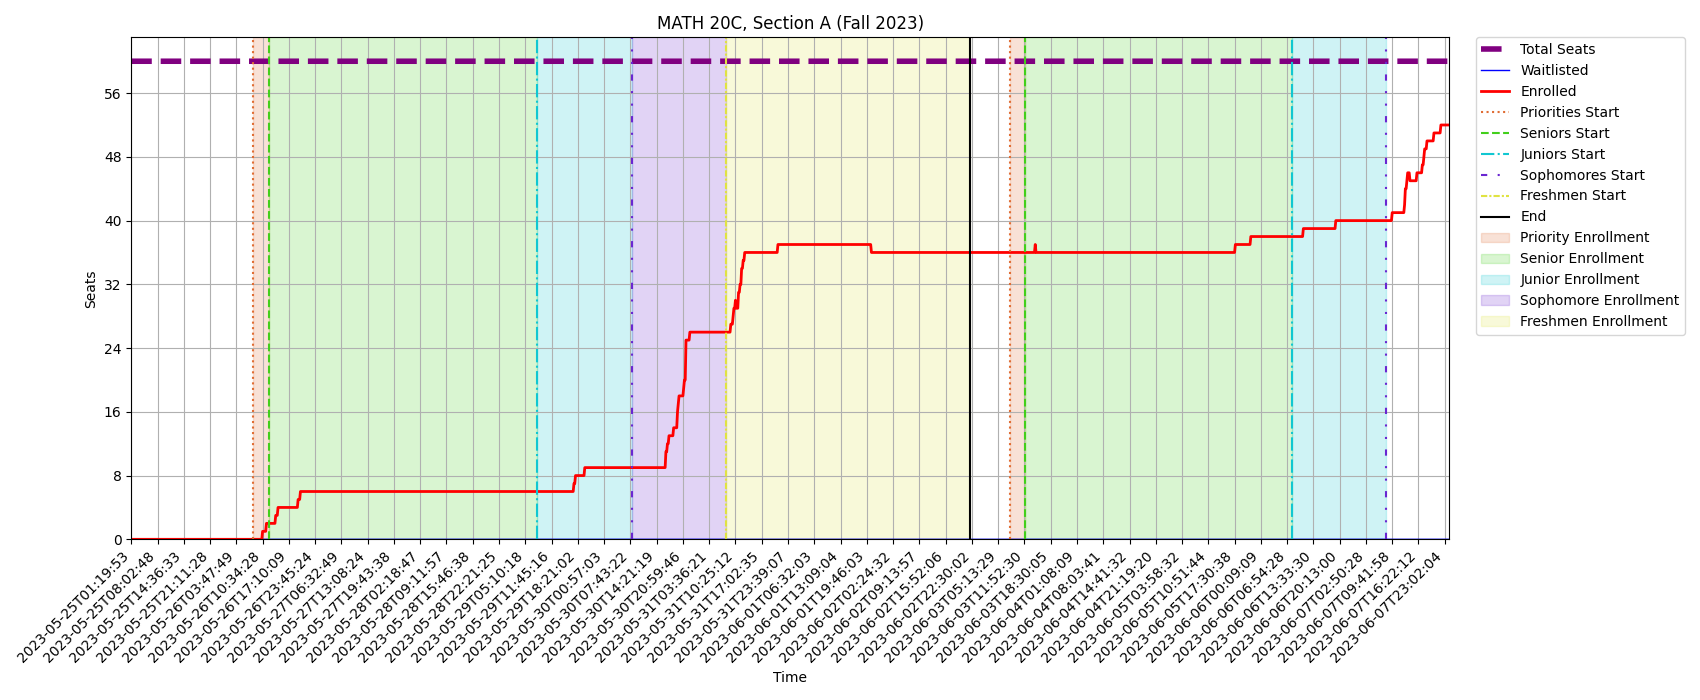 MATH 20C, Section A (Fall 2023)
Total Seats
Waitlisted
Enrolled
Priorities Start
Seniors Start
Juniors Start
Sophomores Start
Freshmen Start
End
Priority Enrollment
Senior Enrollment
Junior Enrollment
Sophomore Enrollment
Freshmen Enrollment
Seats
56
48
40
32
24
16
8
0
2023-05-25T01:19:53
2023-05-25T08:02:48
2023-05-25T14:36:33
2023-05-25T21:11:28
2023-05-26T03:47:49
2023-05-26T10:34:28
2023-05-26T17:10:09
2023-05-26T23:45:24
2023-05-27T06:32:49
2023-05-27T13:08:24
2023-05-27T19:43:38
2023-05-28T02:18:47
2023-05-28T09:11:57
2023-05-28T15:46:38
2023-05-28T22:21:25
2023-05-29T05:10:18
2023-05-29T11:45:16
2023-05-29T18:21:02
2023-05-30T00:57:03
2023-05-30T07:43:22
2023-05-30T14:21:19
2023-05-30T20:59:46
2023-05-31T03:36:21
2023-05-31T10:25:12
2023-05-31T17:02:35
2023-05-31T23:39:07
2023-06-01T06:32:03
2023-06-01T13:09:04
2023-06-01T19:46:03
2023-06-02T02:24:32
2023-06-02T09:13:57
2023-06-02T15:52:06
2023-06-02T22:30:02
2023-06-03T05:13:29
2023-06-03T11:52:30
2023-06-03T18:30:05
2023-06-04T01:08:09
2023-06-04T08:03:41
2023-06-04T14:41:32
2023-06-04T21:19:20
2023-06-05T03:58:32
2023-06-05T10:51:44
2023-06-05T17:30:38
2023-06-06T00:09:09
2023-06-06T06:54:28
2023-06-06T13:33:30
2023-06-06T20:13:00
2023-06-07T02:50:28
2023-06-07T09:41:58
2023-06-07T16:22:12
2023-06-07T23:02:04
Time